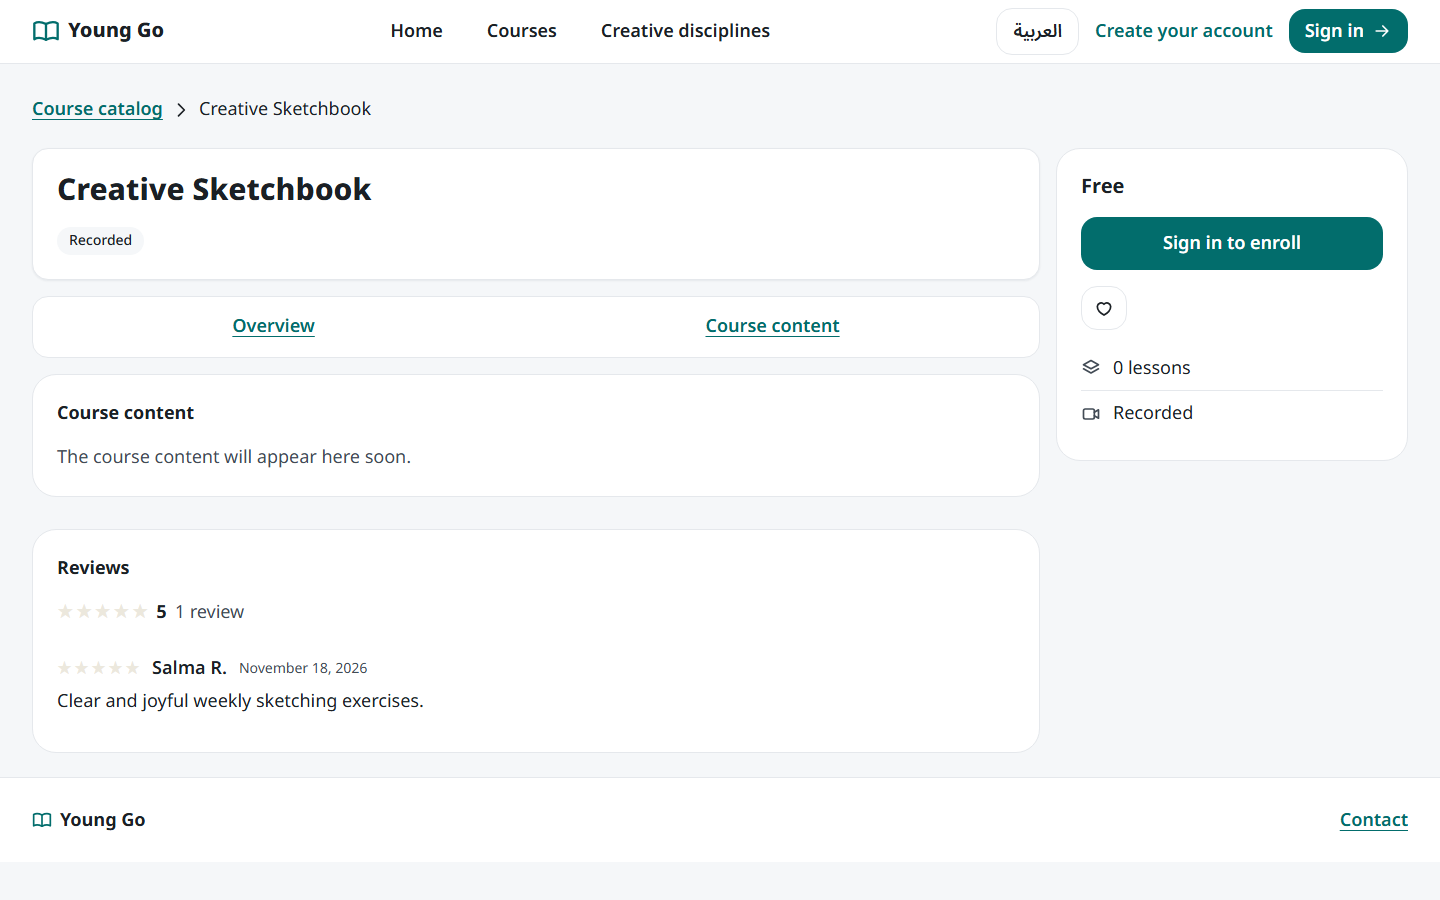 Young Go
Home
Courses
Creative disciplines
العربية
Create your account
Sign in
Course catalog
Creative Sketchbook
Creative Sketchbook
Recorded
Overview
Course content
Course content
The course content will appear here soon.
Reviews
5 1 review
Salma R. November 18, 2026
Clear and joyful weekly sketching exercises.
Free
Sign in to enroll
0 lessons
Recorded
Young Go
Contact